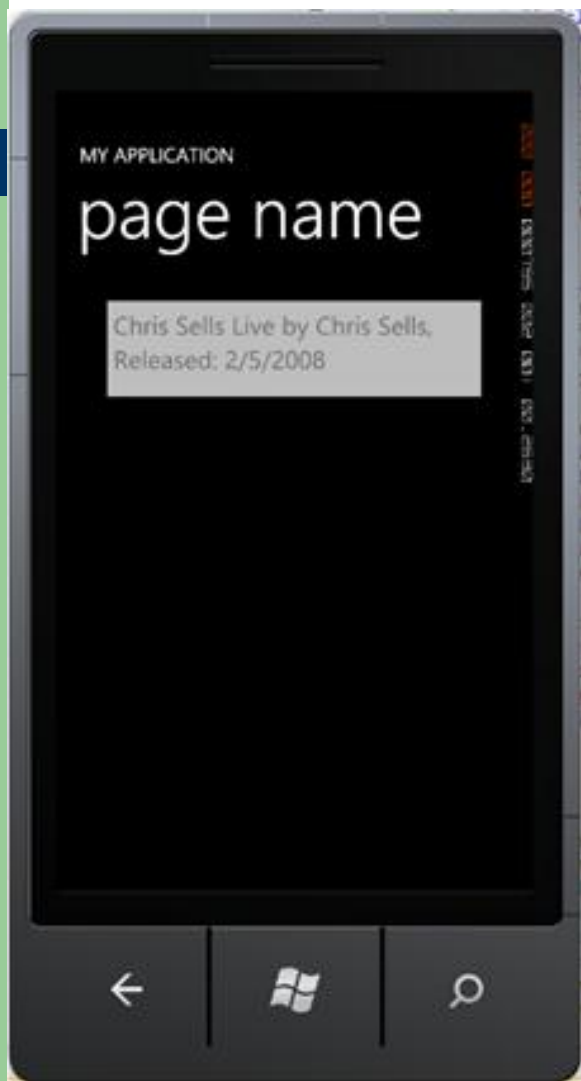 MY APPLICATION
page name
Chris Sells Live by Chris Sells,
Released: 2/5/2008